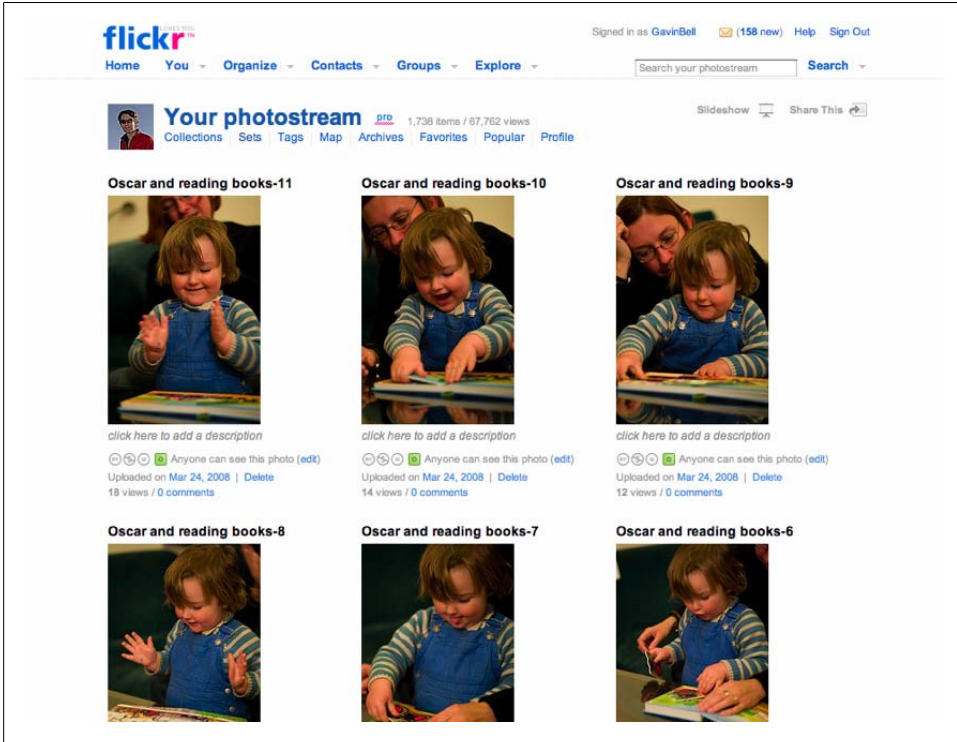 flickr LOVES YOU ™
Signed in as GavinBell (158 new) Help Sign Out
Home You Organize Contacts Groups Explore Search your photostream Search
Your photostream pro 1,738 items / 67,762 views
Slideshow Share This
Collections Sets Tags Map Archives Favorites Popular Profile
Oscar and reading books-11
Oscar and reading books-10
Oscar and reading books-9
click here to add a description
click here to add a description
click here to add a description
Anyone can see this photo (edit)
Uploaded on Mar 24, 2008 | Delete
18 views / 0 comments
Anyone can see this photo (edit)
Uploaded on Mar 24, 2008 | Delete
14 views / 0 comments
Anyone can see this photo (edit)
Uploaded on Mar 24, 2008 | Delete
12 views / 0 comments
Oscar and reading books-8
Oscar and reading books-7
Oscar and reading books-6